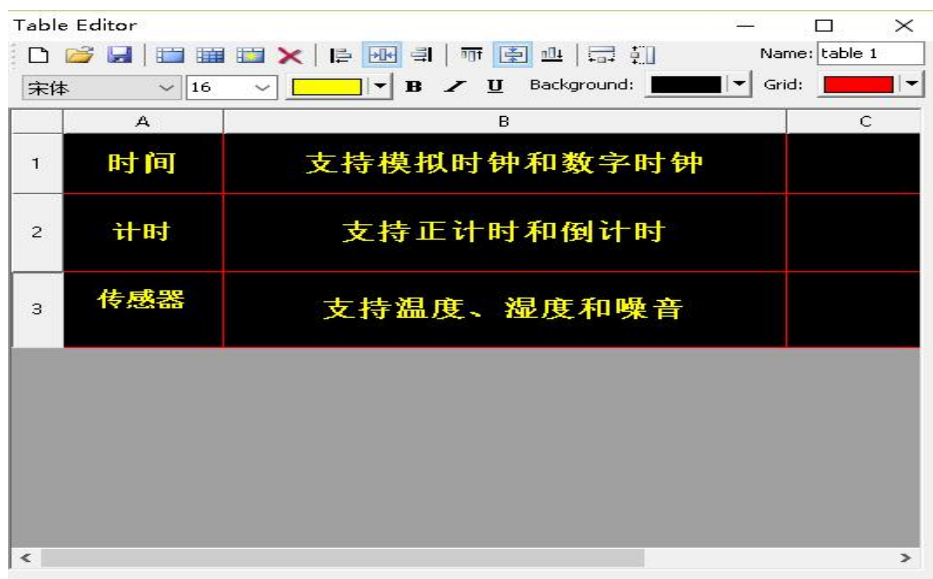 Table Editor
Name: table 1
宋体 16 B U Background: Grid:
A B C
1 时间 支持模拟时钟和数字时钟
2 计时 支持正计时和倒计时
3 传感器 支持温度、湿度和噪音